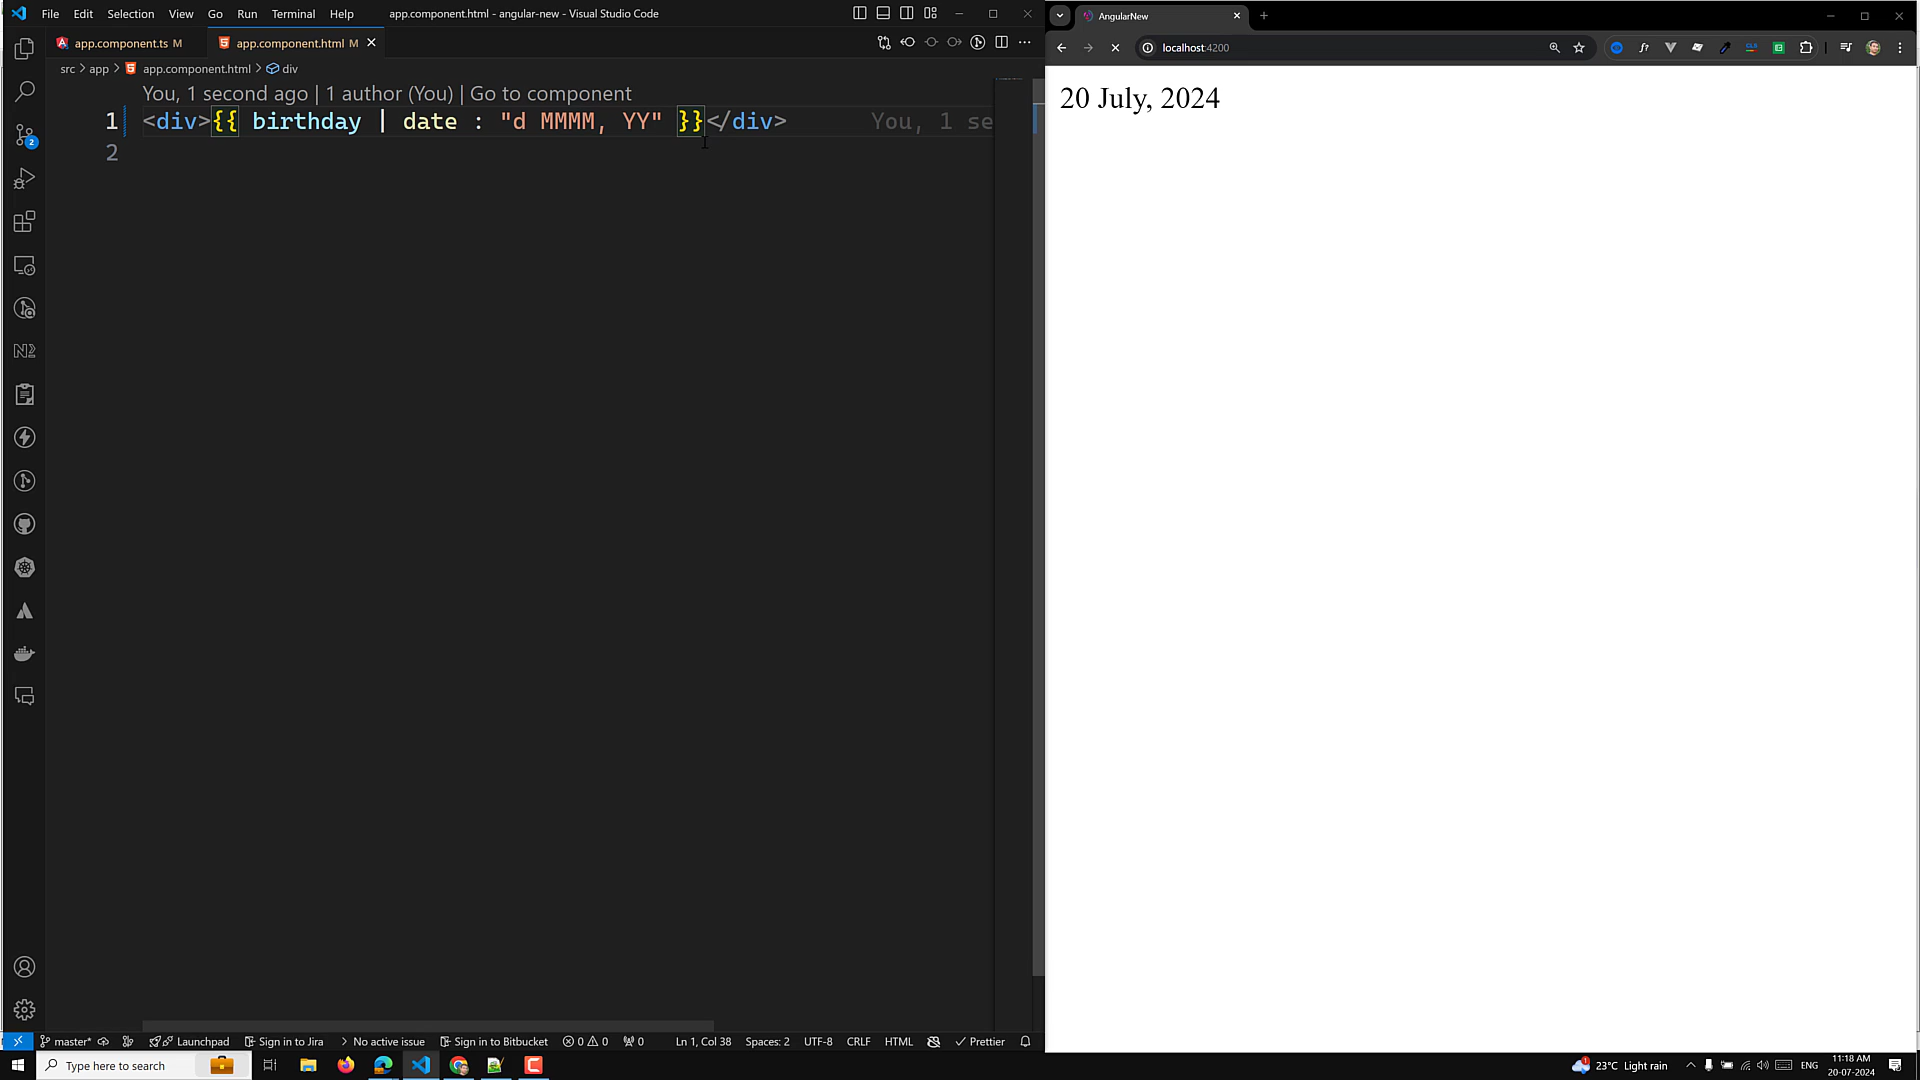 File Edit Selection View Go Run Terminal Help
app.component.html - angular-new - Visual Studio Code
AngularNew
app.component.ts M
app.component.html M
localhost:4200
src > app > app.component.html > div
You, 1 second ago | 1 author (You) | Go to component
1 <div>{{ birthday | date : "d MMMM, YY" }}</div> You, 1 se
2
20 July, 2024
2
master*
Launchpad
Sign in to Jira
No active issue
Sign in to Bitbucket
0
0
0
Ln 1, Col 38
Spaces: 2
UTF-8
CRLF
HTML
Prettier
Type here to search
1
23°C Light rain
ENG
11:18 AM
20-07-2024